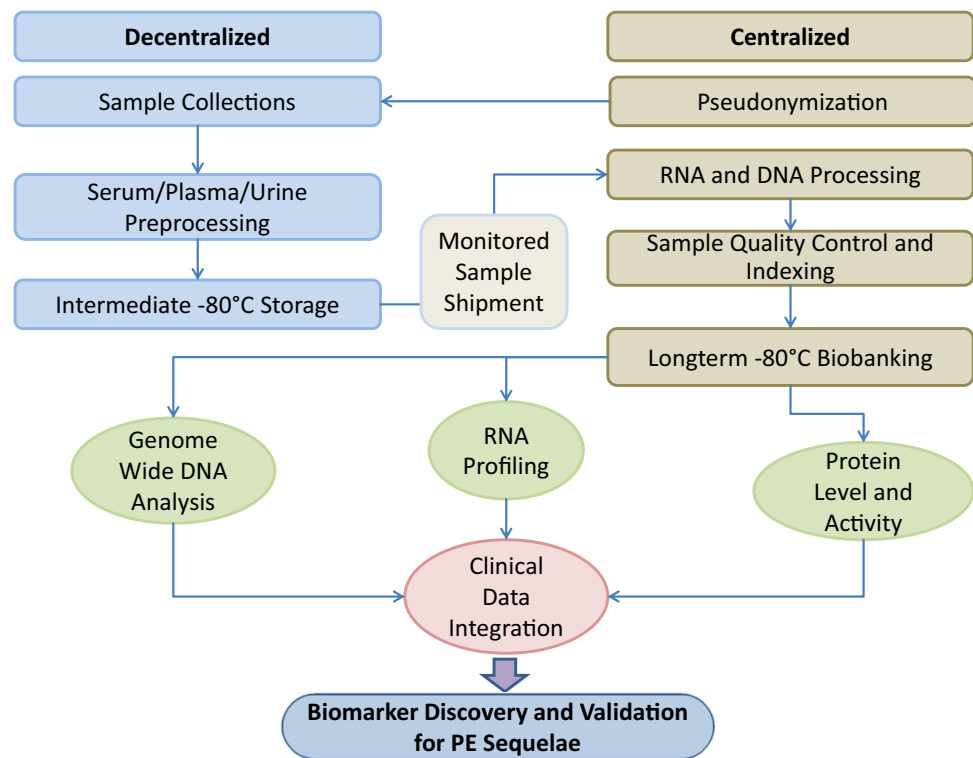 Decentralized
Centralized
Sample Collections
Pseudonymization
Serum/Plasma/Urine
Preprocessing
RNA and DNA Processing
Monitored
Sample
Shipment
Sample Quality Control and
Indexing
Intermediate -80°C Storage
Longterm -80°C Biobanking
Genome
Wide DNA
Analysis
RNA
Profiling
Protein
Level and
Activity
Clinical
Data
Integration
Biomarker Discovery and Validation
for PE Sequelae